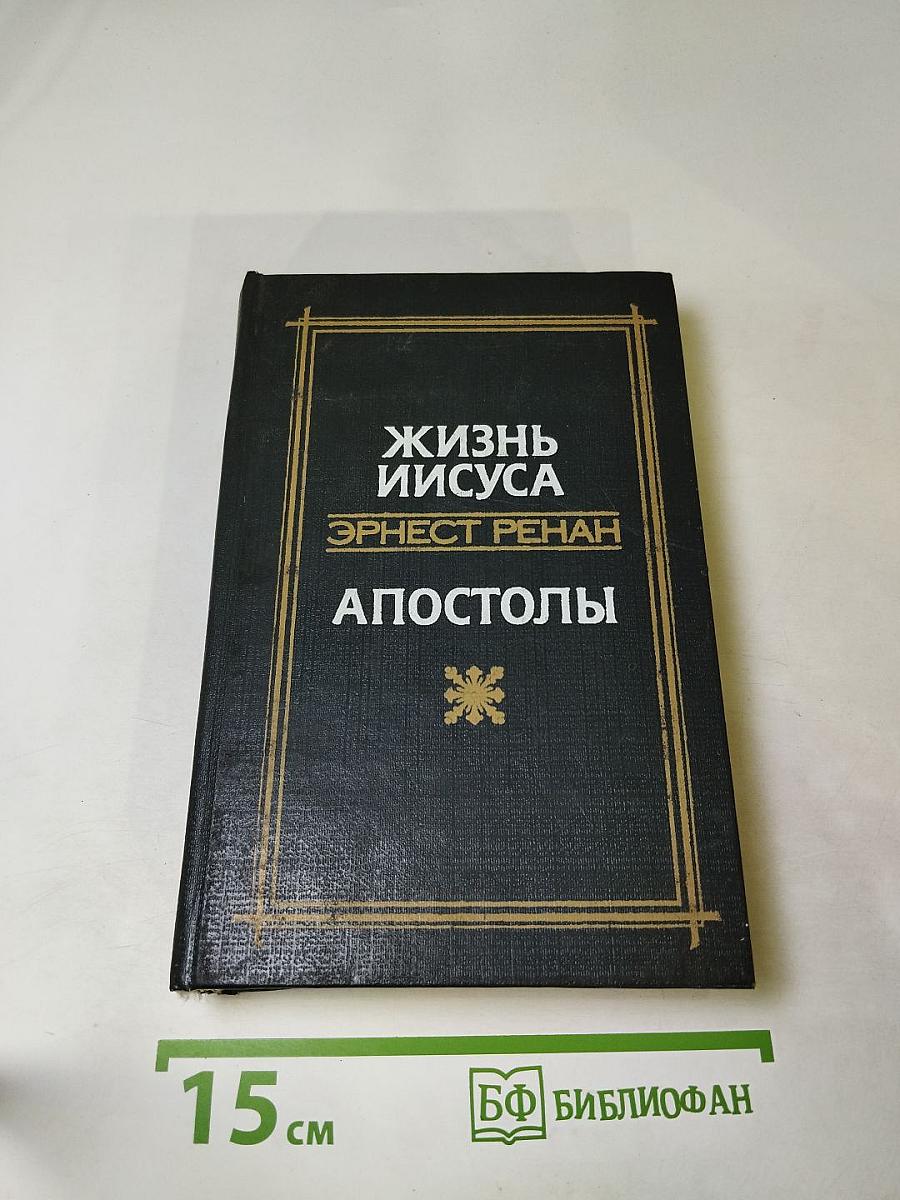 ЖИЗНЬ
ИИСУСА
ЭРНЕСТ РЕНАН
АПОСТОЛЫ
15 см
БФ БИБЛИОФАН